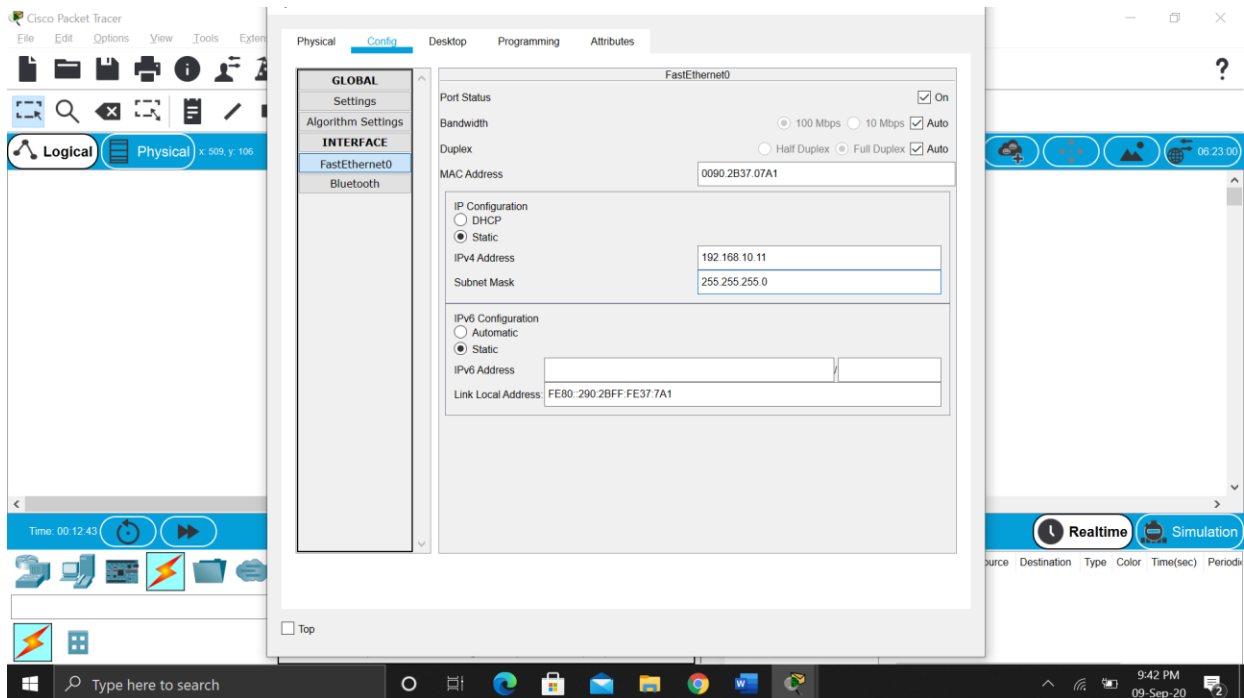 Cisco Packet Tracer
File Edit Options View Tools
Physical Config Desktop Programming Attributes
GLOBAL
Settings
Algorithm Settings
INTERFACE
FastEthernet0
Bluetooth
FastEthernet0
Port Status On
Bandwidth 100 Mbps 10 Mbps Auto
Duplex Half Duplex Full Duplex Auto
MAC Address 0090.2B37.07A1
IP Configuration
DHCP
Static
IPv4 Address 192.168.10.11
Subnet Mask 255.255.255.0
IPv6 Configuration
Automatic
Static
IPv6 Address /
Link Local Address: FE80::290:2BFF:FE37:7A1
Top
?
Logical Physical x: 509, y: 106
06:23:00
Time: 00:12:43
Realtime Simulation
Destination Type Color Time(sec)
Type here to search
9:42 PM
09-Sep-20
2